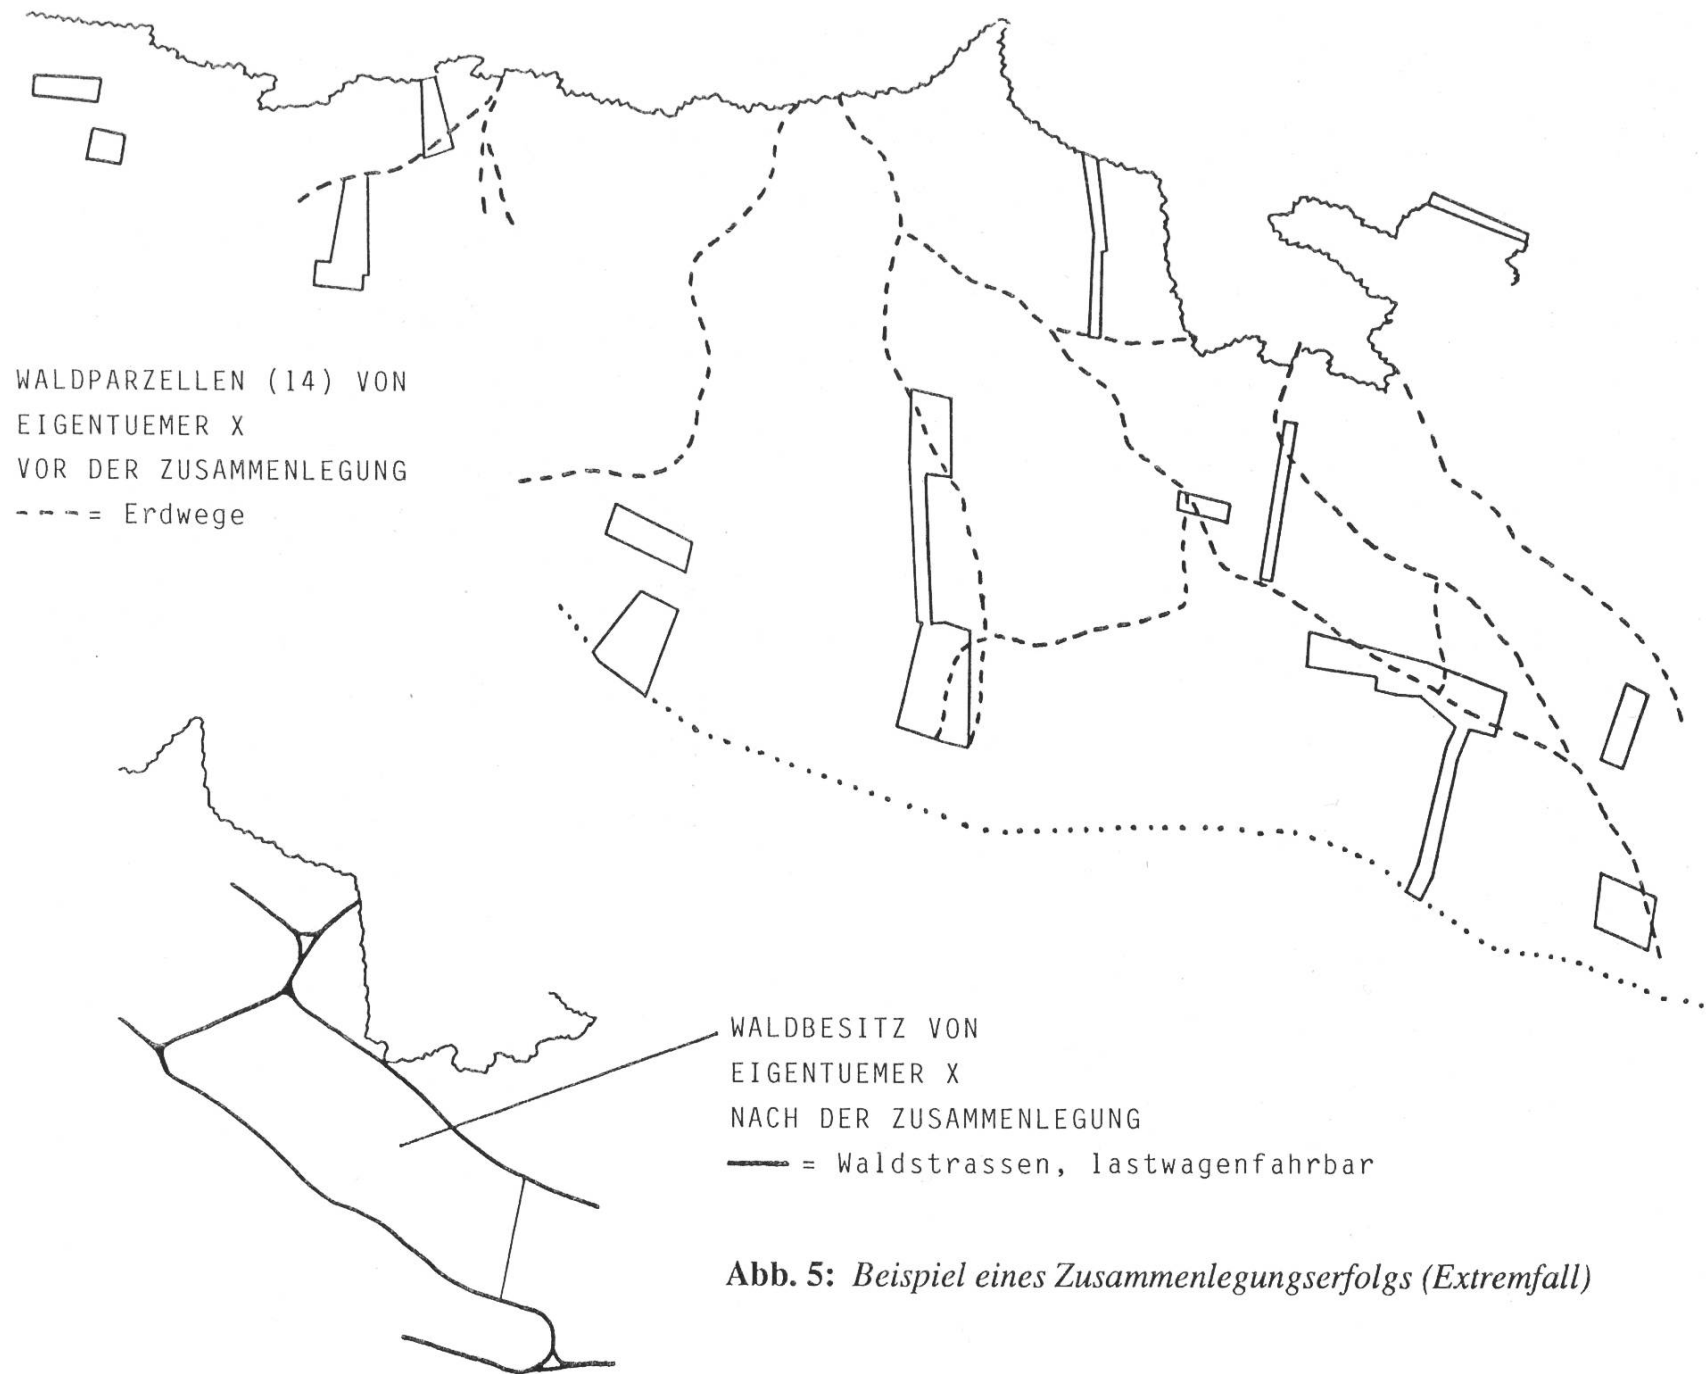 WALDPARZELLEN (14) VON
EIGENTUEMER X
VOR DER ZUSAMMENLEGUNG
---= Erdwege
WALDBESITZ VON
EIGENTUEMER X
NACH DER ZUSAMMENLEGUNG
= Waldstrassen, lastwagenfahrbar
Abb. 5: Beispiel eines Zusammenlegungserfolgs (Extremfall)